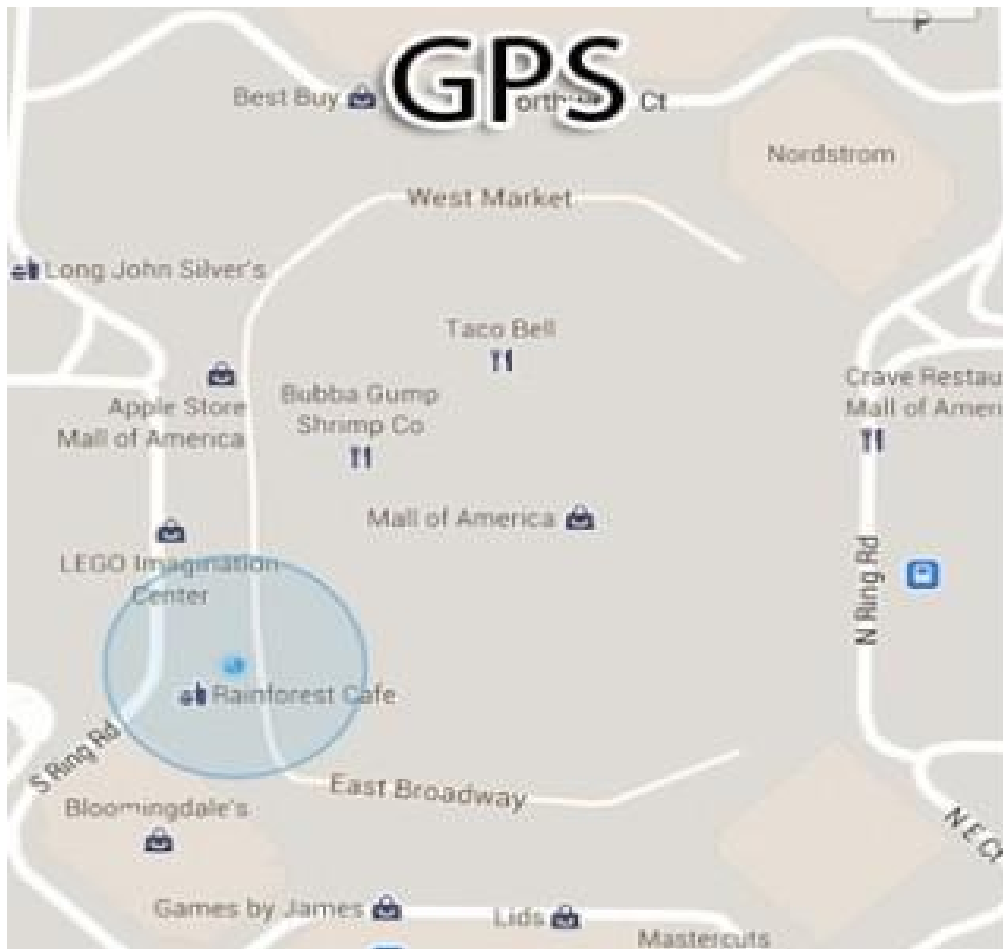 P
GPS
Best Buy
Ct
Nordstrom
West Market
Long John Silver's
Taco Bell
Bubba Gump
Shrimp Co
Crave Restau
Mall of Ameri
Apple Store
Mall of America
Mall of America
LEGO Imagination
Center
N Ring Rd
Rainforest Cafe
S Ring Rd
East Broadway
Bloomingdale's
N E Ct
Games by James
Lids
Mastercuts